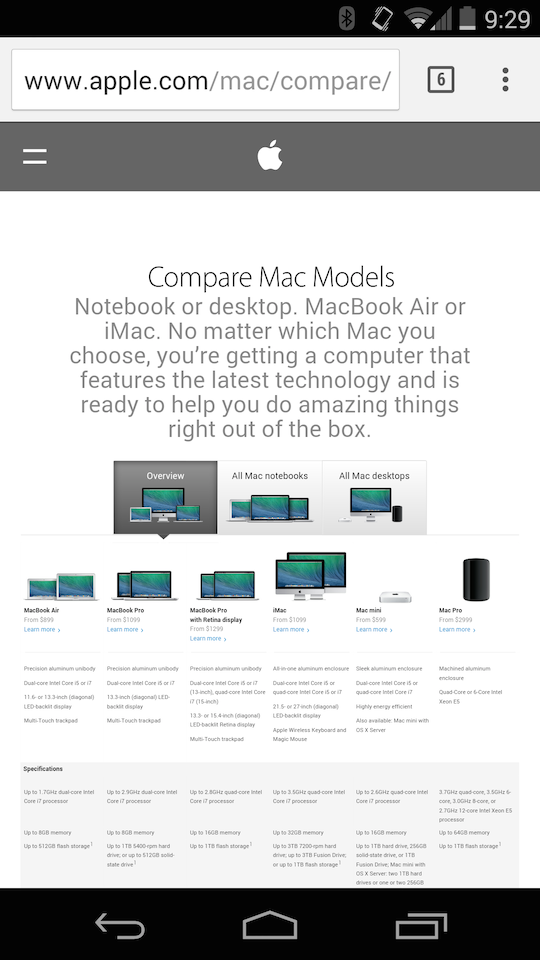 9:29
www.apple.com/mac/compare/
6
Compare Mac Models
Notebook or desktop. MacBook Air or
iMac. No matter which Mac you
choose, you're getting a computer that
features the latest technology and is
ready to help you do amazing things
right out of the box.
Overview
All Mac notebooks
All Mac desktops
MacBook Air
From $899
Learn more ›
MacBook Pro
From $1099
Learn more ›
MacBook Pro
with Retina display
From $1299
Learn more ›
iMac
From $1099
Learn more ›
Mac mini
From $599
Learn more ›
Mac Pro
From $2999
Learn more ›
Precision aluminum unibody
Dual-core Intel Core i5 or i7
11.6- or 13.3-inch (diagonal)
LED-backlit display
Multi-Touch trackpad
Precision aluminum unibody
Dual-core Intel Core i5 or i7
13.3-inch (diagonal) LED-
backlit display
Multi-Touch trackpad
Precision aluminum unibody
Dual-core Intel Core i5 or i7
(13-inch), quad-core Intel Core
i7 (15-inch)
13.3- or 15.4-inch (diagonal)
LED-backlit Retina display
Multi-Touch trackpad
All-in-one aluminum enclosure
Dual-core Intel Core i5 or
quad-core Intel Core i5 or i7
21.5- or 27-inch (diagonal)
LED-backlit display
Apple Wireless Keyboard and
Magic Mouse
Sleek aluminum enclosure
Dual-core Intel Core i5 or
quad-core Intel Core i7
Highly energy efficient
Also available: Mac mini with
OS X Server
Machined aluminum
enclosure
Quad-Core or 6-Core Intel
Xeon E5
Specifications
Up to 1.7GHz dual-core Intel
Core i7 processor
Up to 2.9GHz dual-core Intel
Core i7 processor
Up to 2.8GHz quad-core Intel
Core i7 processor
Up to 3.5GHz quad-core Intel
Core i7 processor
Up to 2.6GHz quad-core Intel
Core i7 processor
3.7GHz quad-core, 3.5GHz 6-
core, 3.0GHz 8-core, or
2.7GHz 12-core Intel Xeon E5
processor
Up to 8GB memory
Up to 8GB memory
Up to 16GB memory
Up to 32GB memory
Up to 16GB memory
Up to 64GB memory
Up to 512GB flash storage1
Up to 1TB 5400-rpm hard
drive; or up to 512GB solid-
state drive1
Up to 1TB flash storage1
Up to 3TB 7200-rpm hard
drive, up to 3TB Fusion Drive,
or up to 1TB flash storage1
Up to 1TB hard drive, 256GB
solid-state drive, or 1TB
Fusion Drive; Mac mini with
OS X Server: two 1TB hard
drives or one or two 256GB
Up to 1TB flash storage1